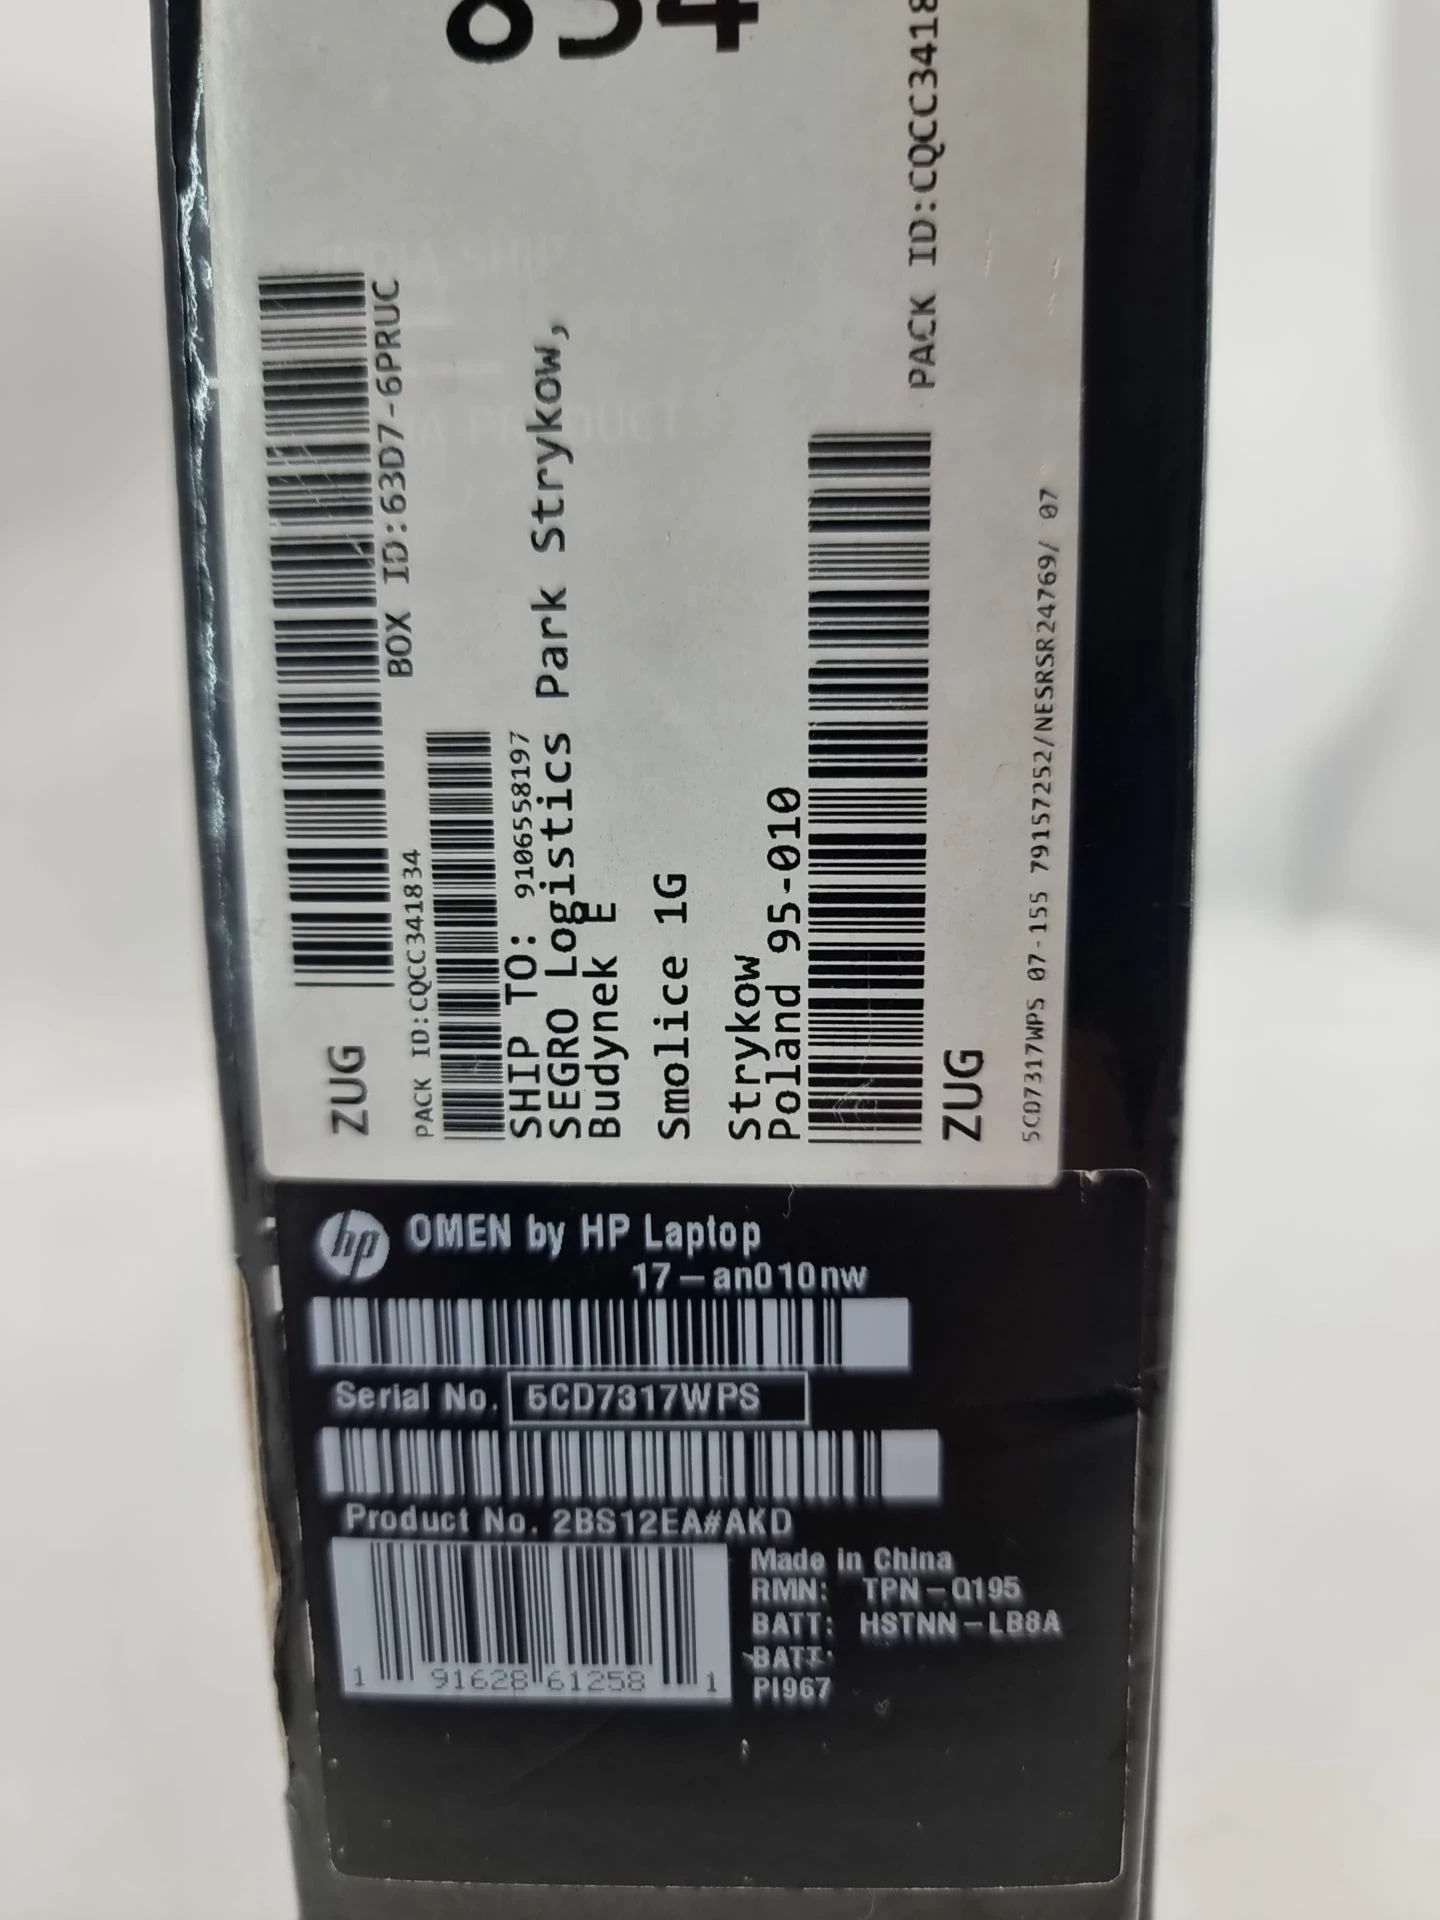 834
ZUG
BOX ID:63D7-6PRUC
PACK ID:CQCC341834
SHIP TO: 9106558197
SEGRO Logistics Park Strykow,
Budynek E
Smolice 1G
Strykow
Poland 95-010
PACK ID:CQCC3418
ZUG
5CD7317WPS 07-155 79157252/NESRSR24769/ 07
hp OMEN by HP Laptop
17-an010nw
Serial No. 5CD7317WPS
Product No. 2BS12EA#AKD
Made in China
RMN: TPN-Q195
BATT: HSTNN-LB8A
BATT:
PI967
1 91628 61258 1